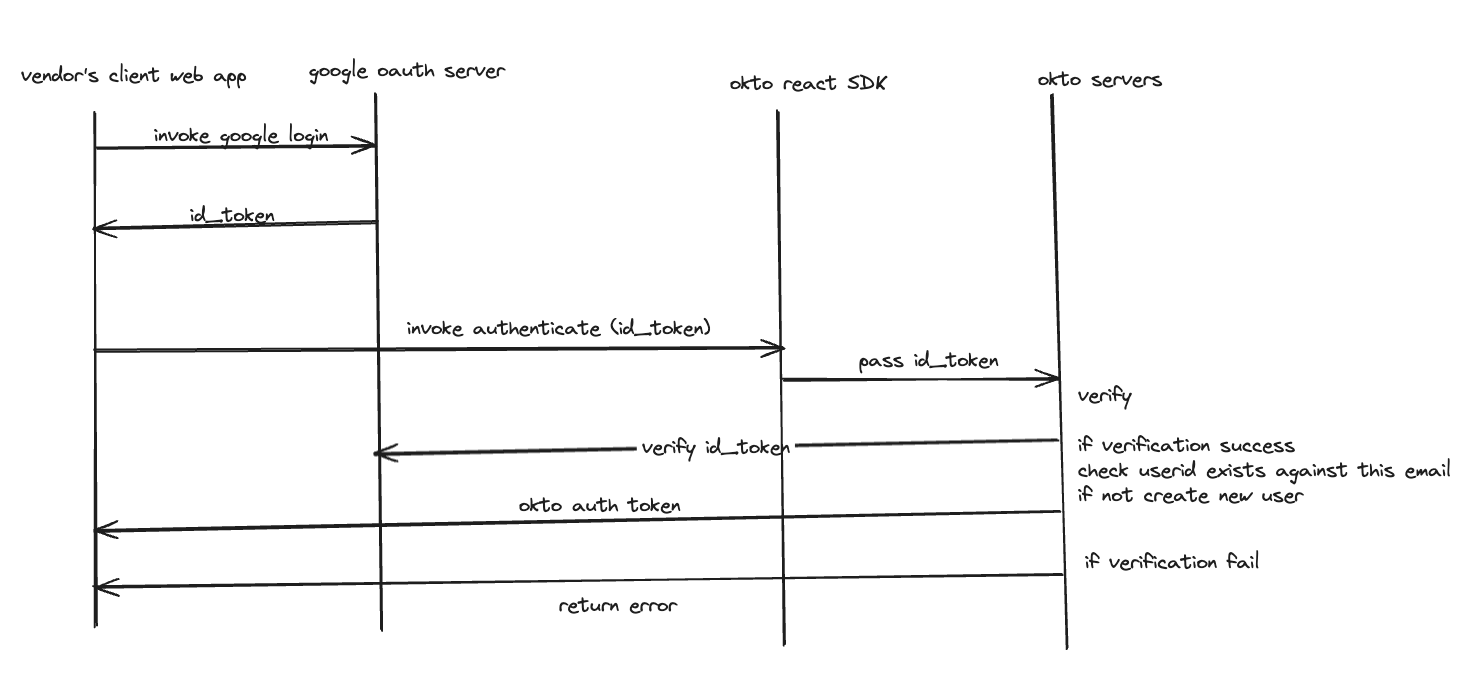 vendor's client web app
google oauth server
okto react SDK
okto servers
invoke google login
id_token
invoke authenticate (id_token)
pass id_token
verify
verify id_token
if verification success
check userid exists against this email
if not create new user
okto auth token
if verification fail
return error